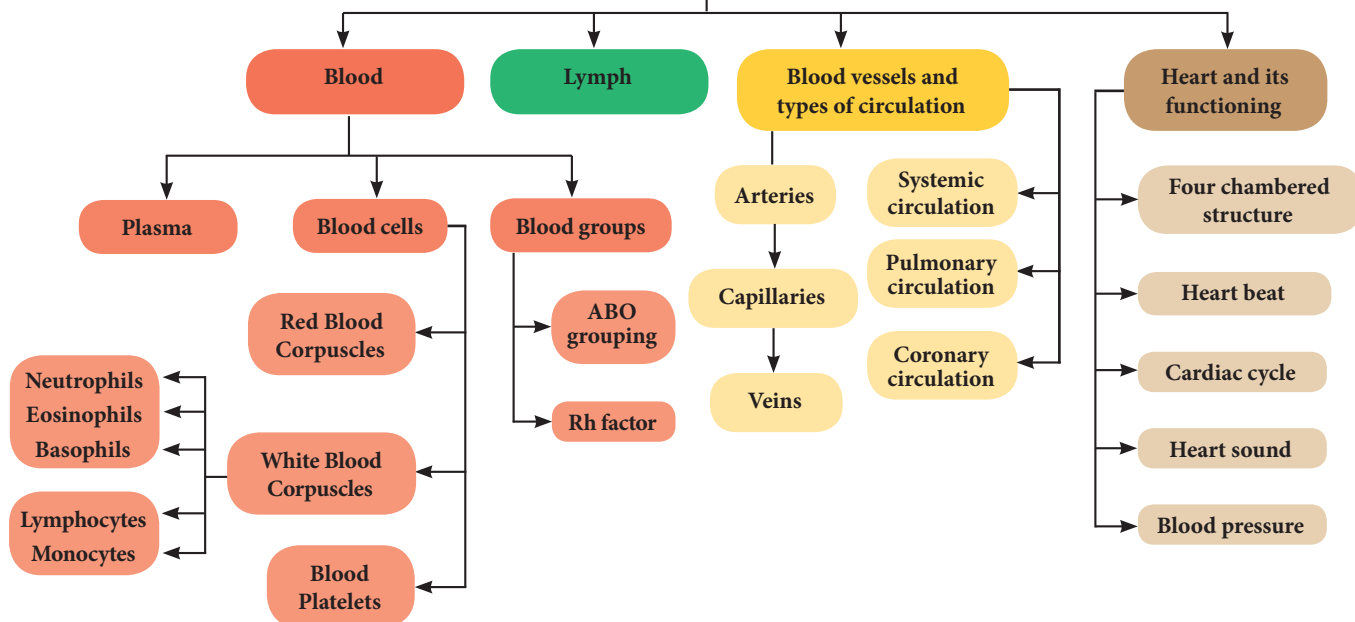 Blood
Lymph
Blood vessels and
types of circulation
Heart and its
functioning
Plasma
Blood cells
Blood groups
Red Blood
Corpuscles
White Blood
Corpuscles
Blood
Platelets
Neutrophils
Eosinophils
Basophils
Lymphocytes
Monocytes
ABO
grouping
Rh factor
Arteries
Capillaries
Veins
Systemic
circulation
Pulmonary
circulation
Coronary
circulation
Four chambered
structure
Heart beat
Cardiac cycle
Heart sound
Blood pressure